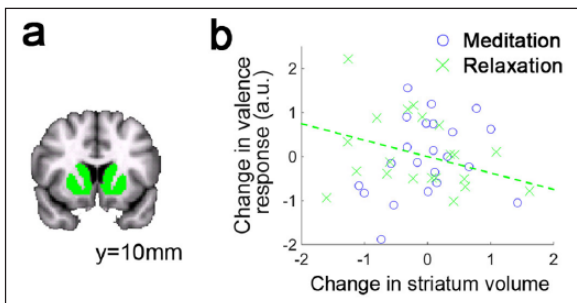 a
y=10mm
b
Meditation
Relaxation
Change in valence
response (a.u.)
2
1
0
-1
-2
-2
-1
0
1
2
Change in striatum volume